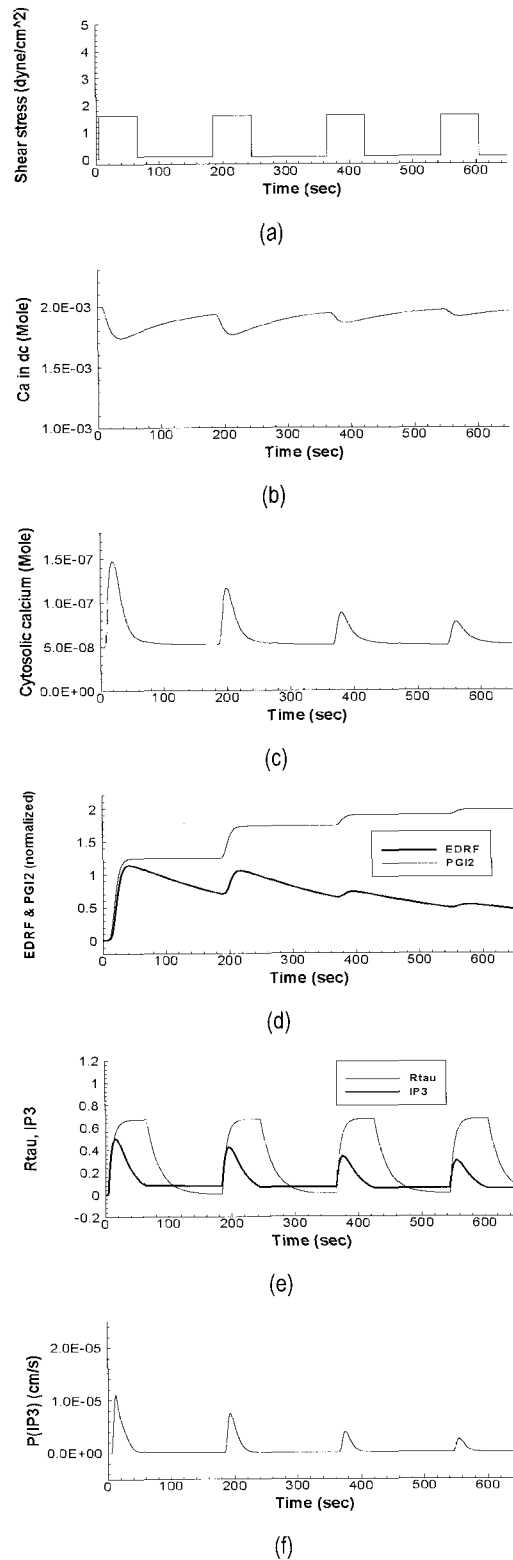 Shear stress (dyne/cm^2)
5
4
3
2
1
0
0 100 200 300 400 500 600
Time (sec)
(a)
Ca in dc (Mole)
2.0E-03
1.5E-03
1.0E-03
0 100 200 300 400 500 600
Time (sec)
(b)
Cytosolic calcium (Mole)
1.5E-07
1.0E-07
5.0E-08
0.0E+00
0 100 200 300 400 500 600
Time (sec)
(c)
EDRF & PGI2 (normalized)
2
1.5
1
0.5
0
EDRF
PGI2
0 100 200 300 400 500 600
Time (sec)
(d)
Rtau, IP3
1.2
1
0.8
0.6
0.4
0.2
0
-0.2
Rtau
IP3
0 100 200 300 400 500 600
Time (sec)
(e)
P(IP3) (cm/s)
2.0E-05
1.0E-05
0.0E+00
0 100 200 300 400 500 600
Time (sec)
(f)